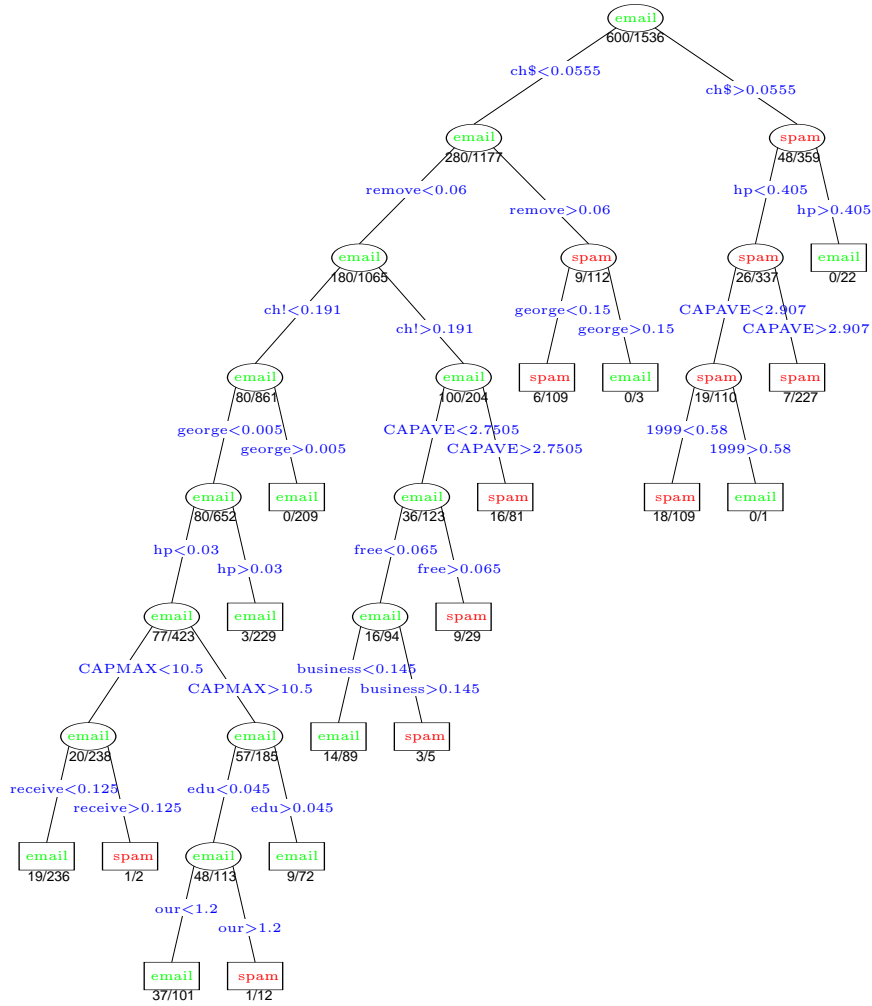 email
600/1536
ch$<0.0555
ch$>0.0555
email
280/1177
spam
48/359
remove<0.06
remove>0.06
hp<0.405
hp>0.405
email
180/1065
spam
9/112
spam
26/337
email
0/22
ch!<0.191
ch!>0.191
george<0.15
george>0.15
CAPAVE<2.907
CAPAVE>2.907
email
80/861
email
100/204
spam
6/109
email
0/3
spam
19/110
spam
7/227
george<0.005
george>0.005
CAPAVE<2.7505
CAPAVE>2.7505
1999<0.58
1999>0.58
email
80/652
email
0/209
email
36/123
spam
16/81
spam
18/109
email
0/1
hp<0.03
hp>0.03
free<0.065
free>0.065
email
77/423
email
3/229
email
16/94
spam
9/29
CAPMAX<10.5
CAPMAX>10.5
business<0.145
business>0.145
email
20/238
email
57/185
email
14/89
spam
3/5
receive<0.125
receive>0.125
edu<0.045
edu>0.045
email
19/236
spam
1/2
email
48/113
email
9/72
our<1.2
our>1.2
email
37/101
spam
1/12